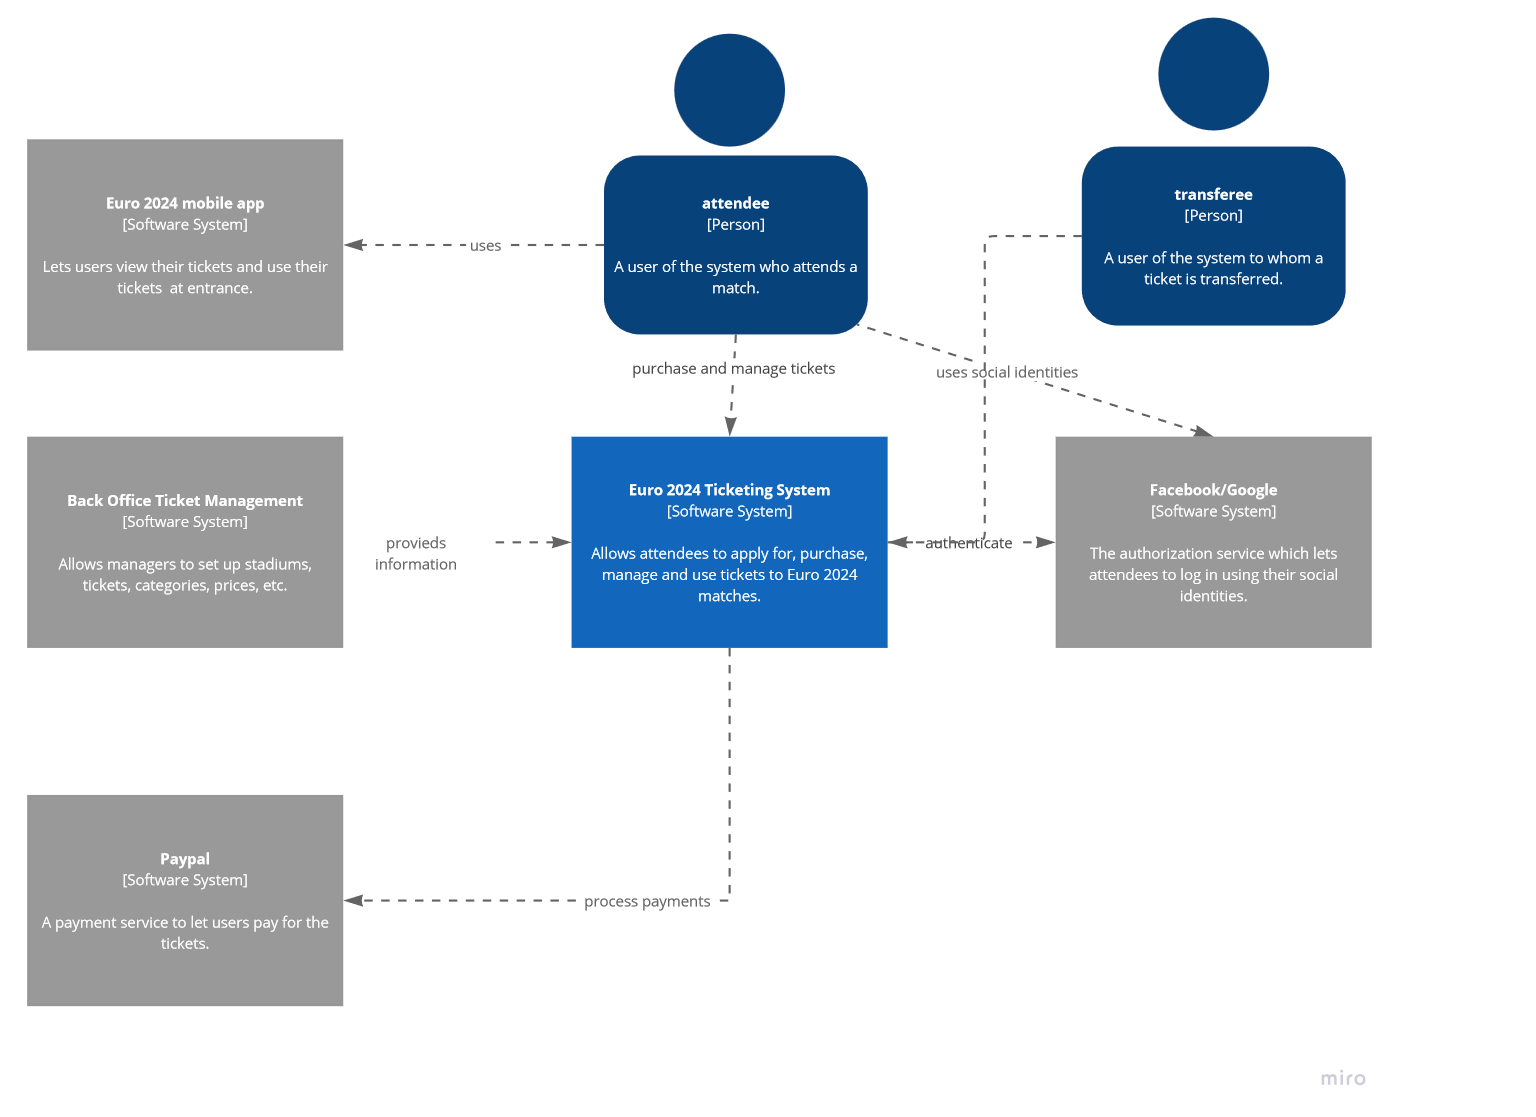 attendee
[Person]
A user of the system who attends a
match.
transferee
[Person]
A user of the system to whom a
ticket is transferred.
Euro 2024 mobile app
[Software System]
Lets users view their tickets and use their
tickets  at entrance.
uses
purchase and manage tickets
uses social identities
Back Office Ticket Management
[Software System]
Allows managers to set up stadiums,
tickets, categories, prices, etc.
provieds
information
Euro 2024 Ticketing System
[Software System]
Allows attendees to apply for, purchase,
manage and use tickets to Euro 2024
matches.
authenticate
Facebook/Google
[Software System]
The authorization service which lets
attendees to log in using their social
identities.
Paypal
[Software System]
A payment service to let users pay for the
tickets.
process payments
miro